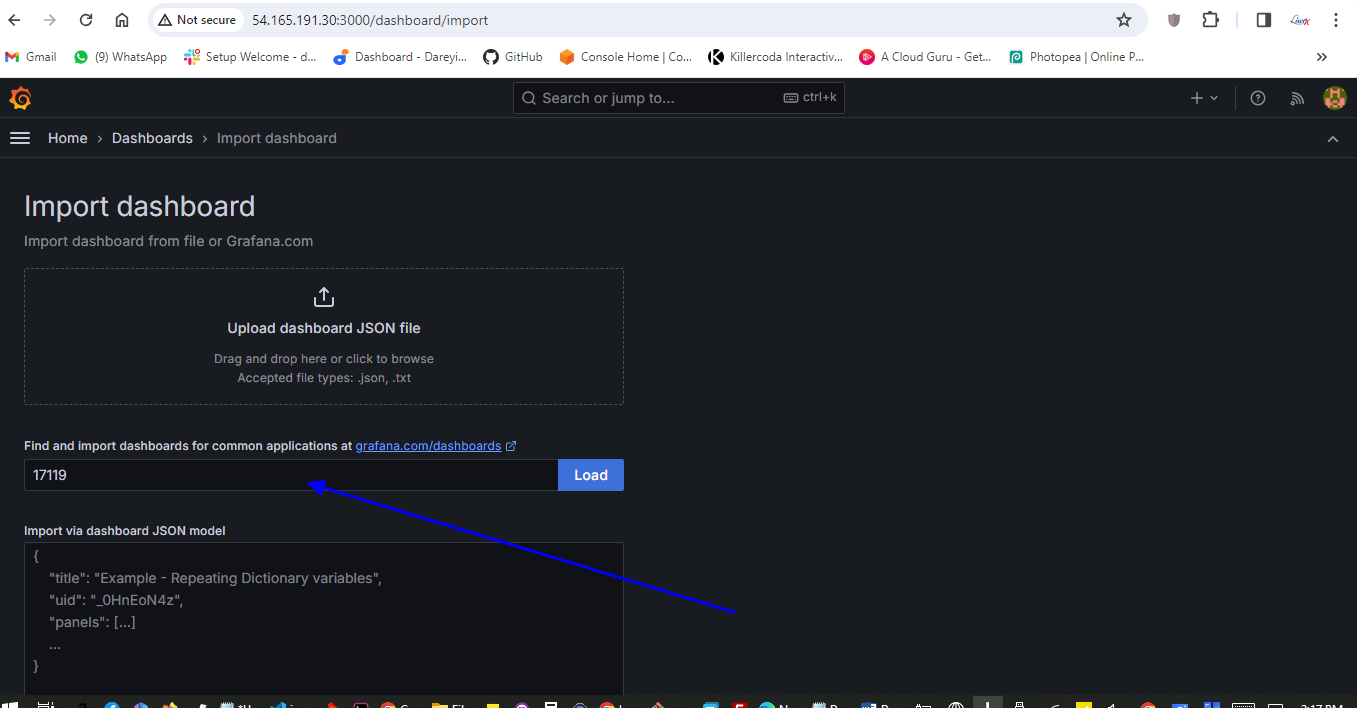 Not secure 54.165.191.30:3000/dashboard/import
Gmail (9) WhatsApp Setup Welcome - d... Dashboard - Dareyi... GitHub Console Home | Co... Killercoda Interactiv... A Cloud Guru - Get... Photopea | Online P...
Search or jump to... ctrl+k
Home › Dashboards › Import dashboard
Import dashboard
Import dashboard from file or Grafana.com
Upload dashboard JSON file
Drag and drop here or click to browse
Accepted file types: .json, .txt
Find and import dashboards for common applications at grafana.com/dashboards
17119 Load
Import via dashboard JSON model
{
"title": "Example - Repeating Dictionary variables",
"uid": "_0HnEoN4z",
"panels": [...]
...
}